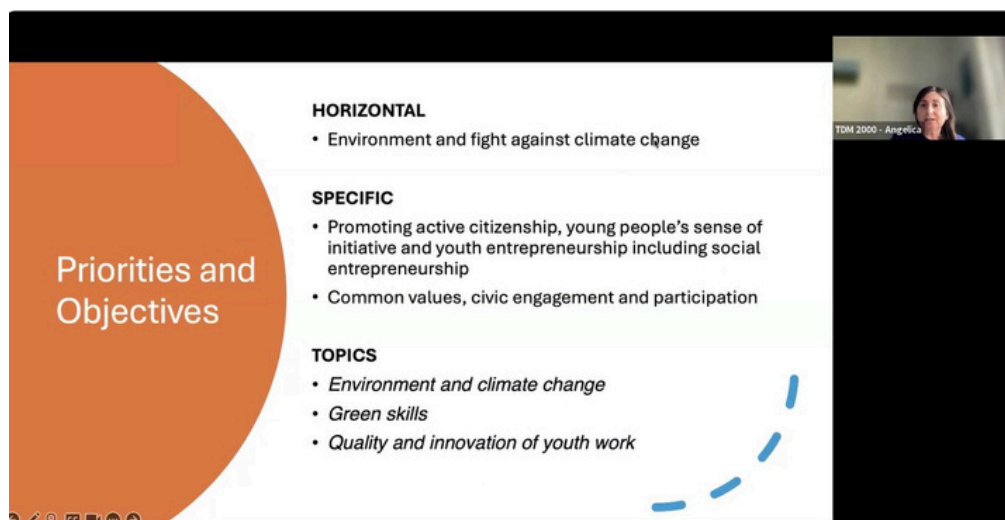 Priorities and
Objectives
HORIZONTAL
• Environment and fight against climate change
SPECIFIC
• Promoting active citizenship, young people’s sense of
initiative and youth entrepreneurship including social
entrepreneurship
• Common values, civic engagement and participation
TOPICS
• Environment and climate change
• Green skills
• Quality and innovation of youth work
TDM 2000 - Angelica